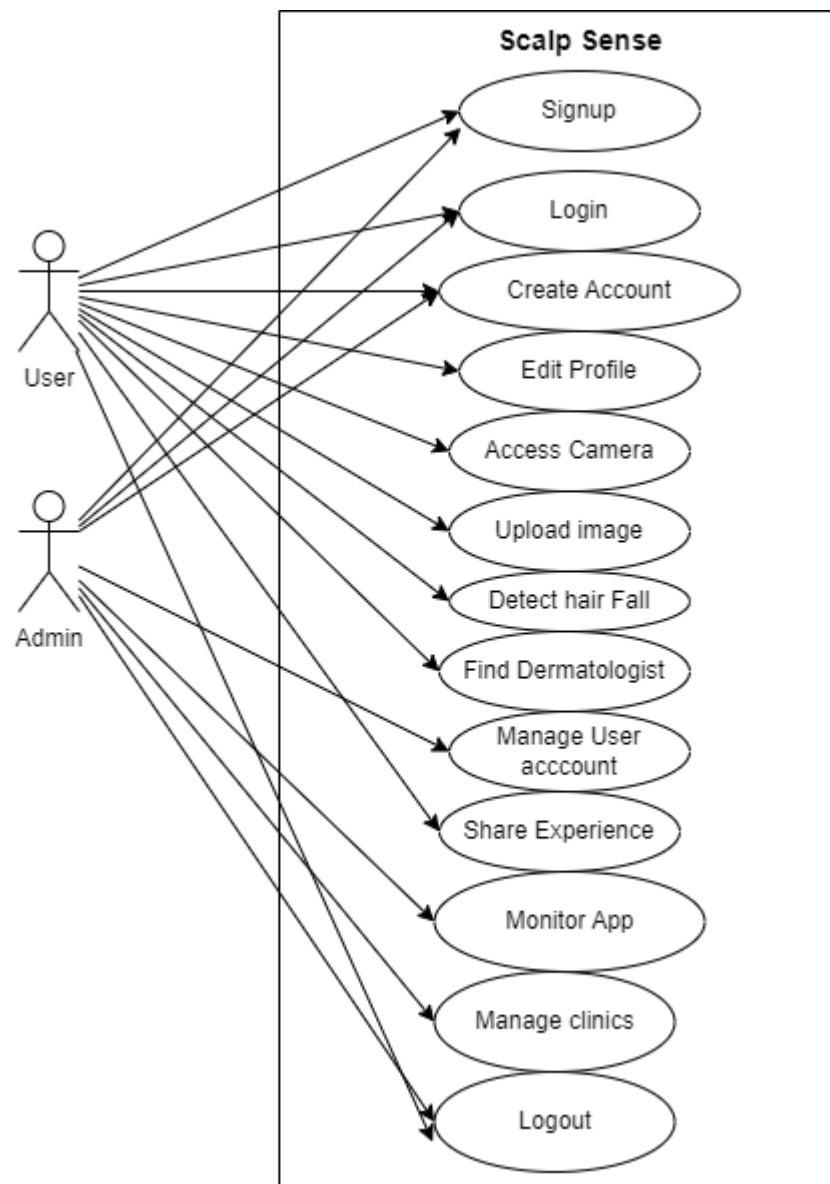 Scalp Sense
Signup
Login
Create Account
User
Edit Profile
Access Camera
Upload image
Detect hair Fall
Admin
Find Dermatologist
Manage User
acccount
Share Experience
Monitor App
Manage clinics
Logout